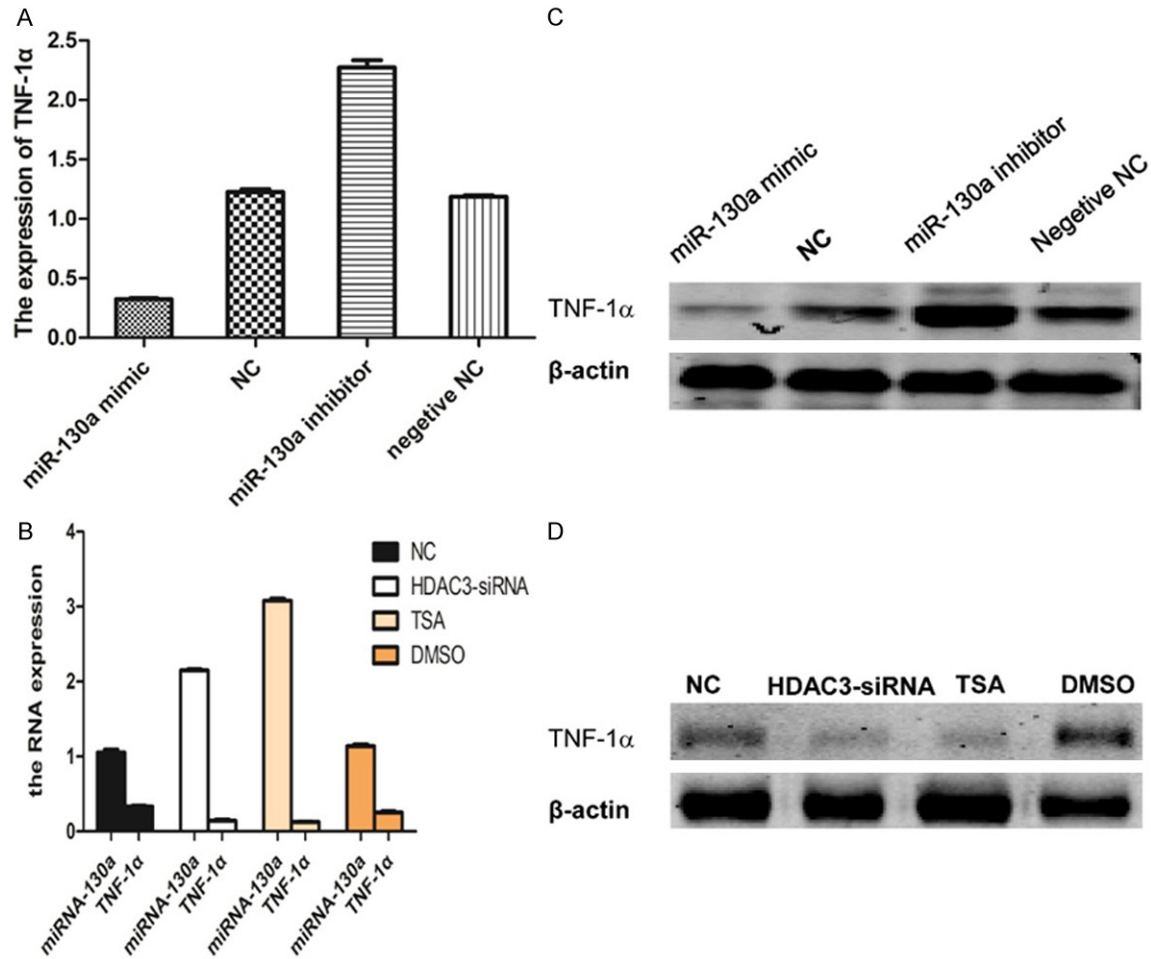 A
The expression of TNF-1α
2.5
2.0
1.5
1.0
0.5
0.0
miR-130a mimic
NC
miR-130a inhibitor
negetive NC
C
miR-130a mimic
NC
miR-130a inhibitor
Negetive NC
TNF-1α
β-actin
B
the RNA expression
4
3
2
1
0
NC
HDAC3-siRNA
TSA
DMSO
miRNA-130a
TNF-1α
miRNA-130a
TNF-1α
miRNA-130a
TNF-1α
miRNA-130a
TNF-1α
D
NC HDAC3-siRNA TSA DMSO
TNF-1α
β-actin